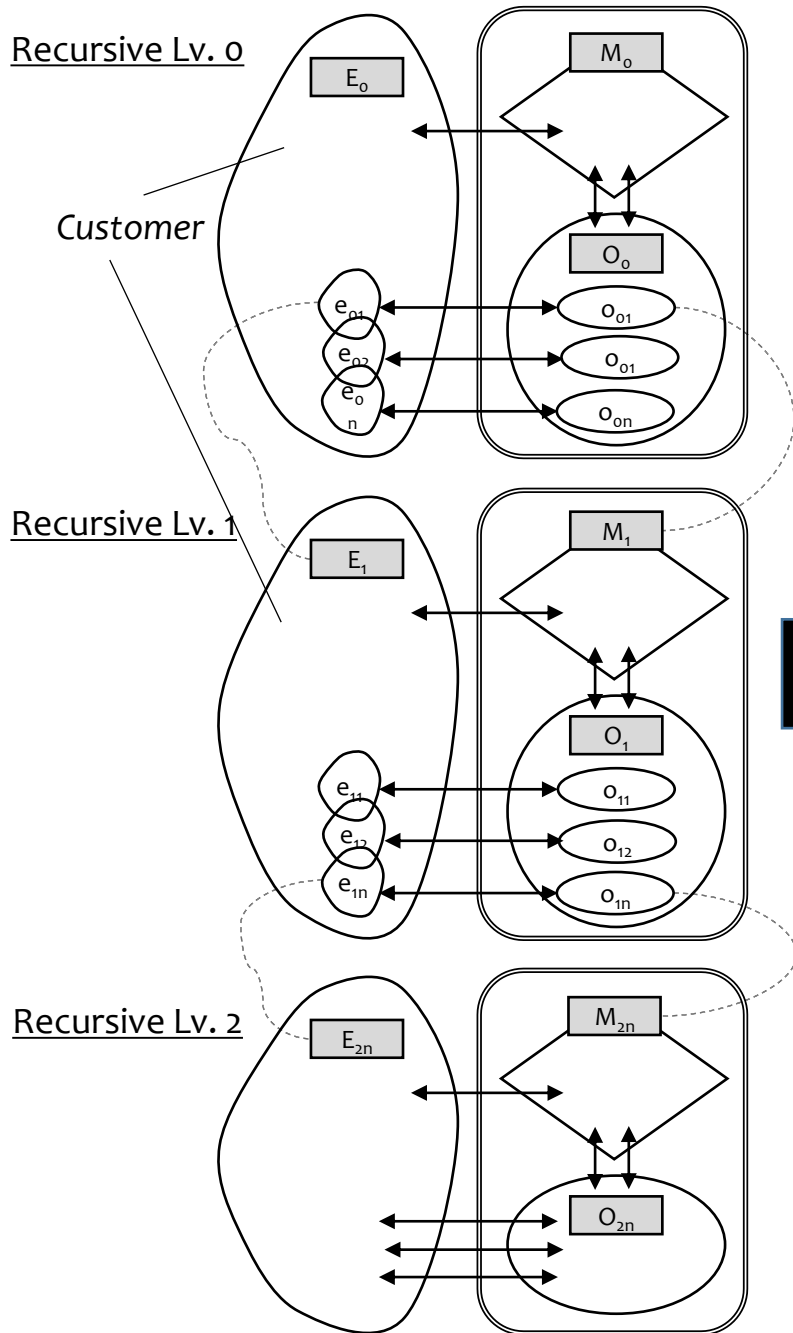 Recursive Lv. 0
E₀
M₀
Customer
O₀
e₀₁
o₀₁
e₀₂
o₀₁
e₀
n
o₀ₙ
Recursive Lv. 1
E₁
M₁
O₁
e₁₁
o₁₁
e₁₂
o₁₂
e₁ₙ
o₁ₙ
Recursive Lv. 2
E₂ₙ
M₂ₙ
O₂ₙ